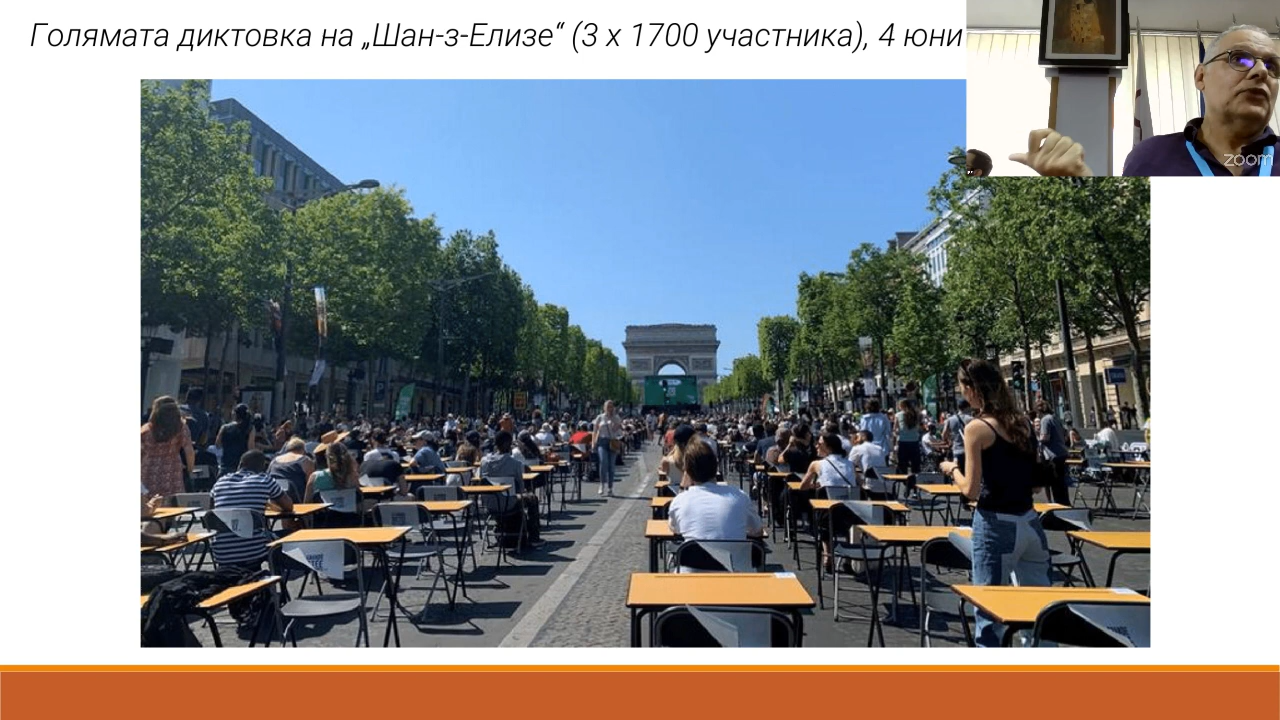 Голямата диктовка на „Шан-з-Елизе“ (3 х 1700 участника), 4 юни
zoom